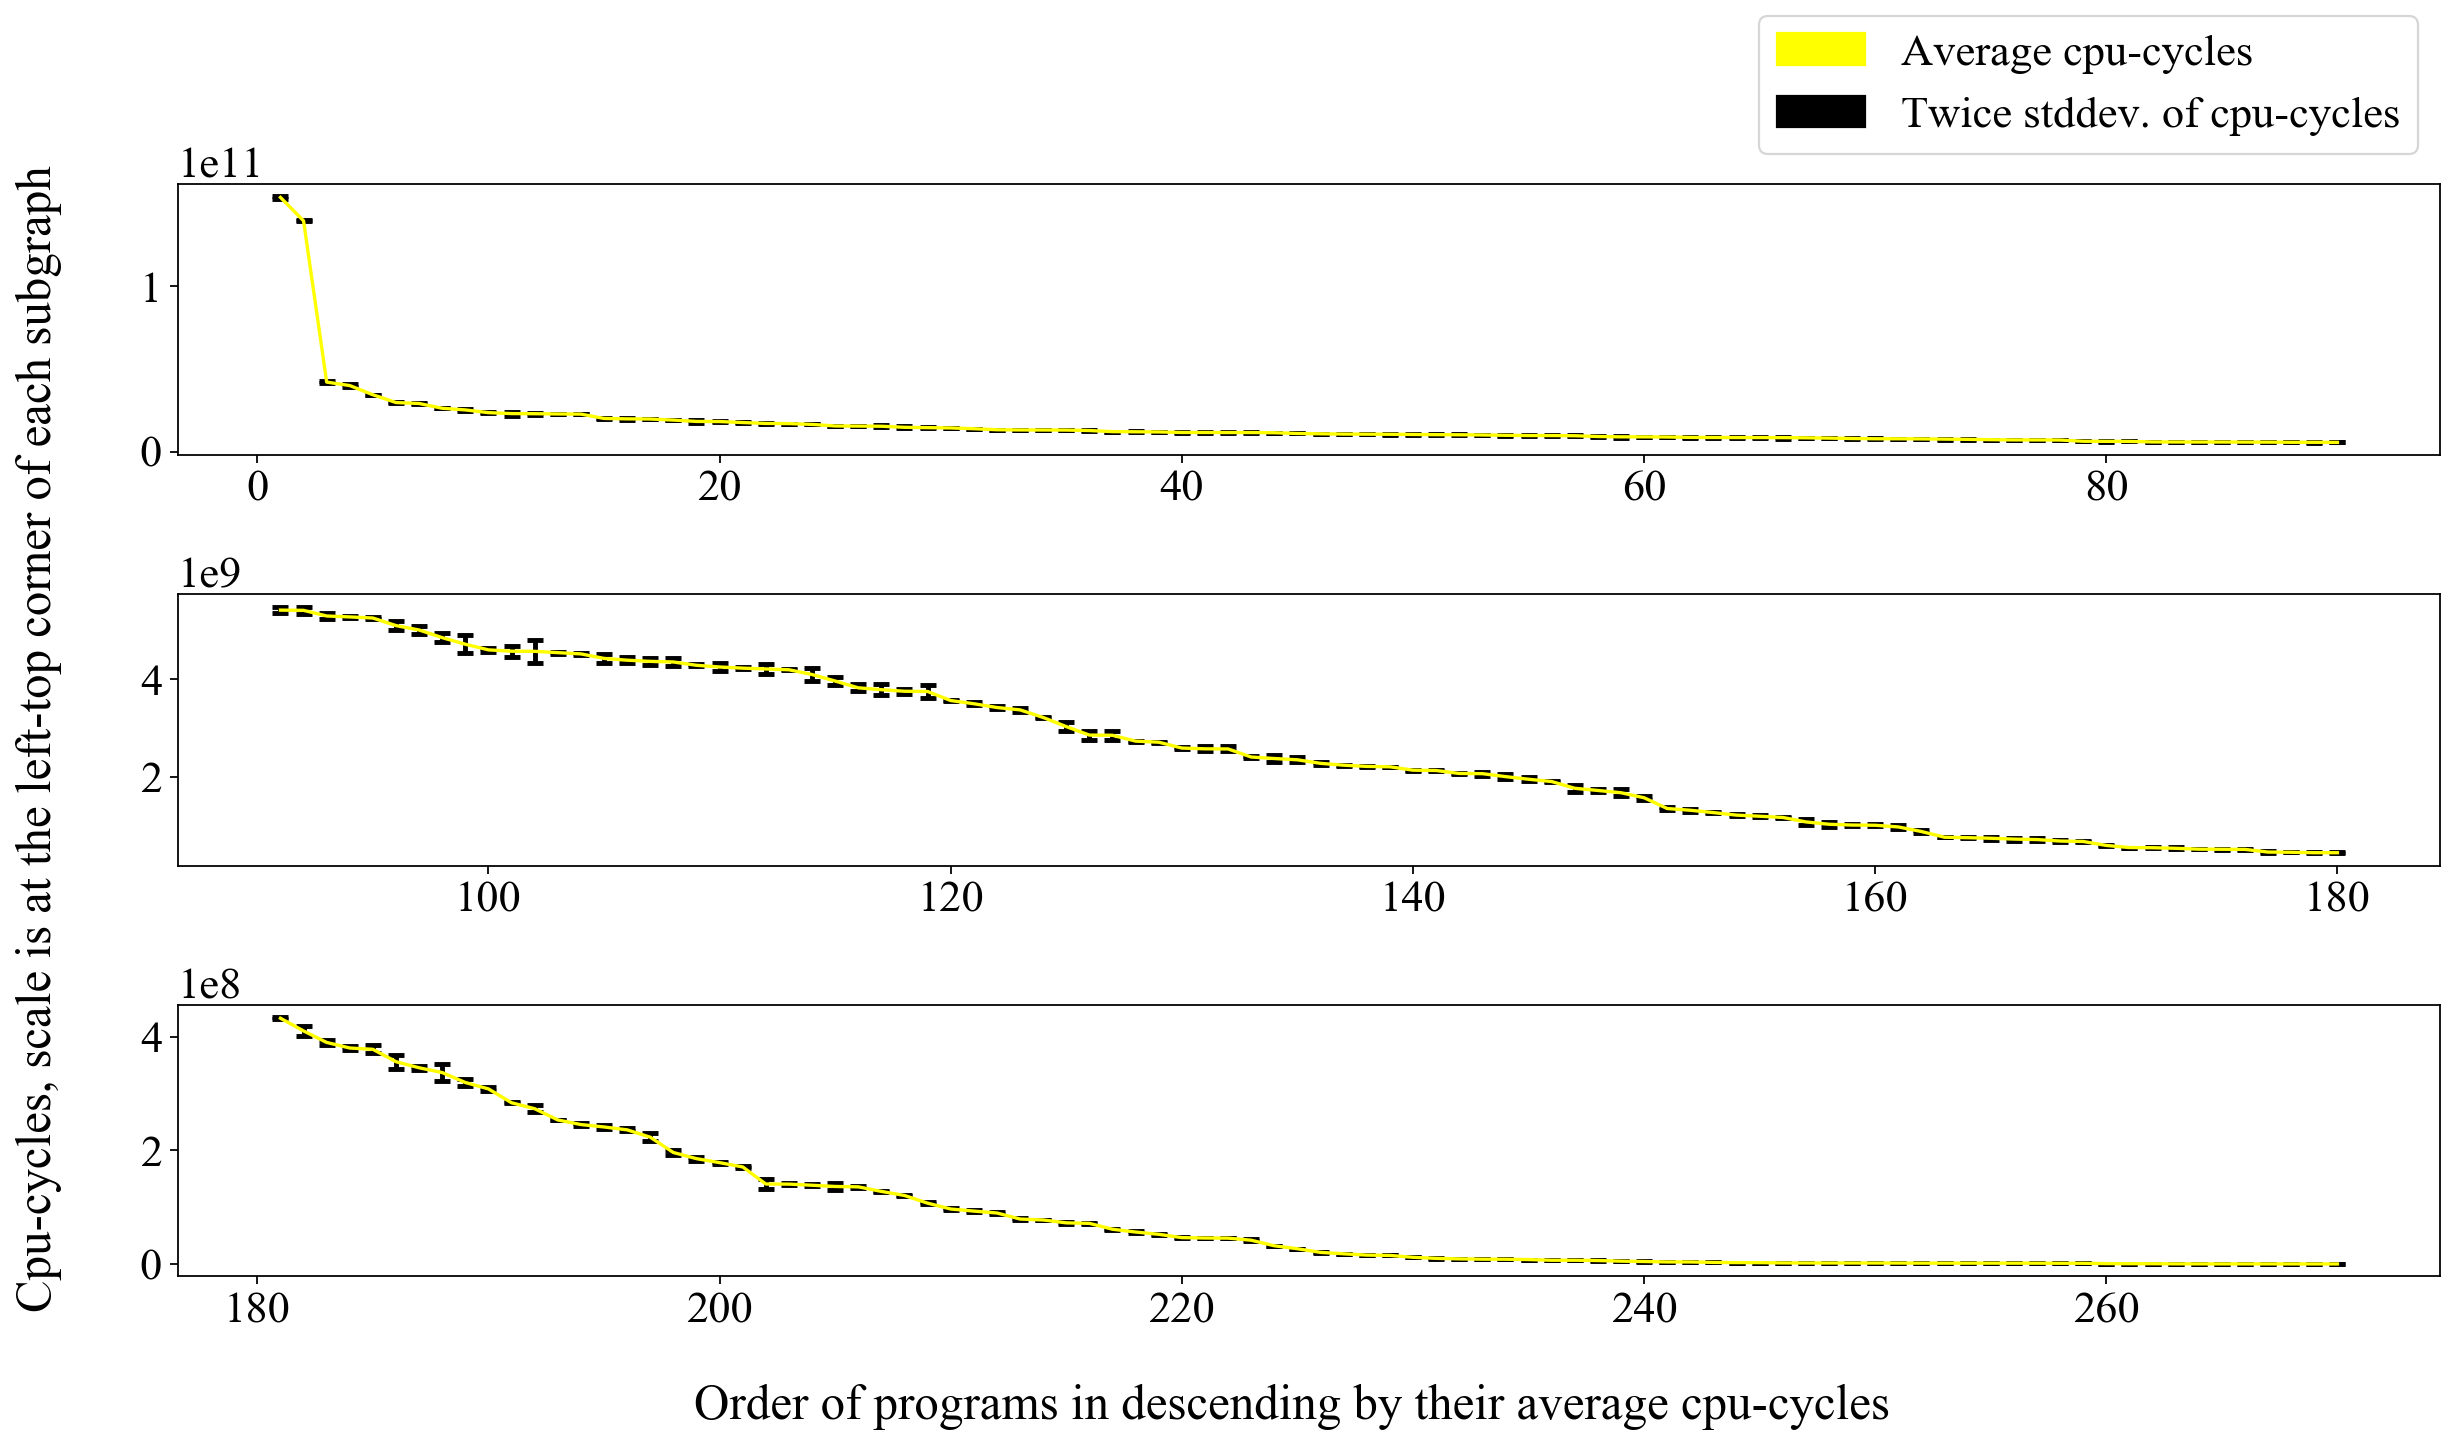 Average cpu-cycles
Twice stddev. of cpu-cycles
Cpu-cycles, scale is at the left-top corner of each subgraph
1e11
1
0
0 20 40 60 80
1e9
4
2
100 120 140 160 180
1e8
4
2
0
180 200 220 240 260
Order of programs in descending by their average cpu-cycles